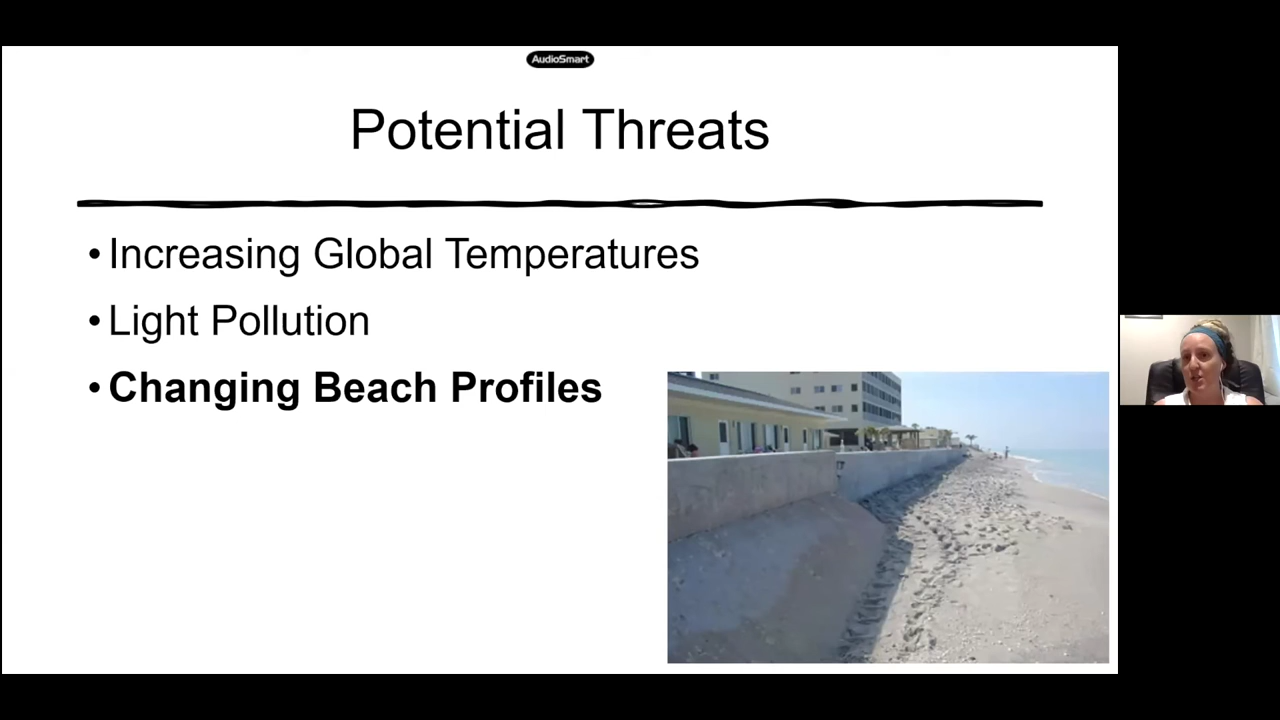 AudioSmart
Potential Threats
• Increasing Global Temperatures
• Light Pollution
• Changing Beach Profiles